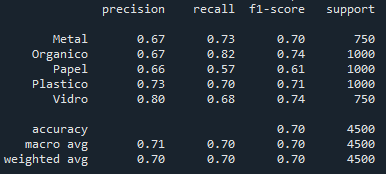 precision recall f1-score support
Metal 0.67 0.73 0.70 750
Organico 0.67 0.82 0.74 1000
Papel 0.66 0.57 0.61 1000
Plastico 0.73 0.70 0.71 1000
Vidro 0.80 0.68 0.74 750
accuracy 0.70 4500
macro avg 0.71 0.70 0.70 4500
weighted avg 0.70 0.70 0.70 4500